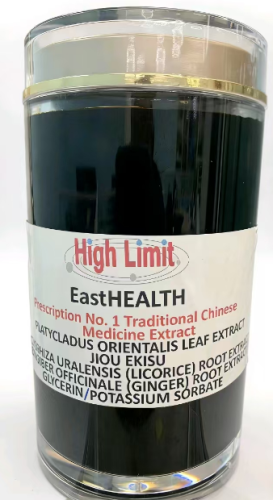 High Limit
EastHEALTH
Prescription No. 1 Traditional Chinese
Medicine Extract
PLATYCLADUS ORIENTALIS LEAF EXTRACT
JIOU EKISU
URALENSIS (LICORICE) ROOT
OFFICINALE (GINGER) ROOT
GLYCERIN/POTASSIUM SORBATE